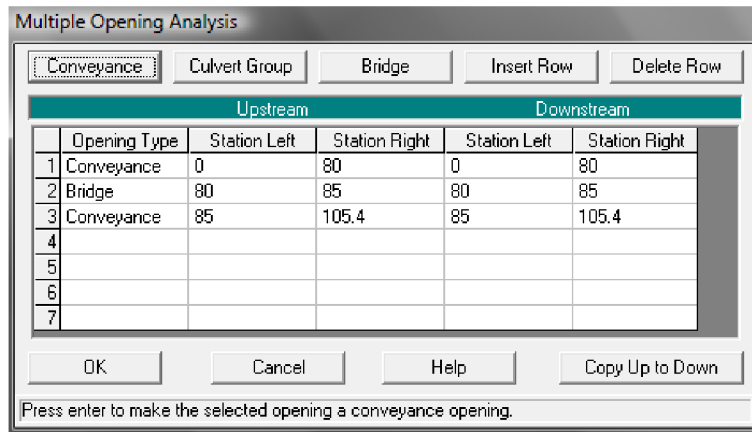 Multiple Opening Analysis
Conveyance Culvert Group Bridge Insert Row Delete Row
Upstream Downstream
Opening Type Station Left Station Right Station Left Station Right
1 Conveyance 0 80 0 80
2 Bridge 80 85 80 85
3 Conveyance 85 105.4 85 105.4
4
5
6
7
OK Cancel Help Copy Up to Down
Press enter to make the selected opening a conveyance opening.